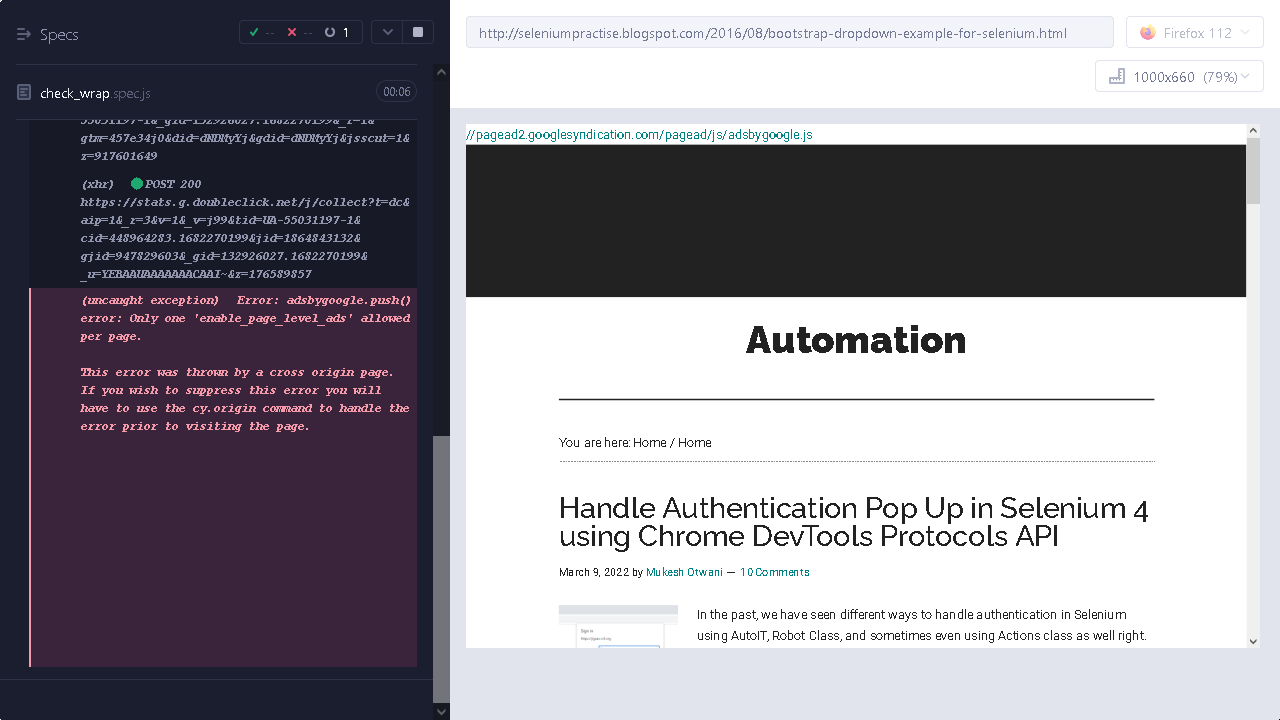 Specs
-- -- 1
check_wrap spec.js
00:06
gtm=457e34j0&did=dNDMyYj&gdid=dNDMyYj&jsscut=1&
z=917601649
(xhr) POST 200
https://stats.g.doubleclick.net/j/collect?t=dc&
aip=1&_r=3&v=1&_v=j99&tid=UA-55031197-1&
cid=448964283.1682270199&jid=1864843132&
gjid=947829603&_gid=132926027.1682270199&
_u=YEBAAUAAAAAAACAAI~&z=176589857
(uncaught exception) Error: adsbygoogle.push()
error: Only one 'enable_page_level_ads' allowed
per page.
This error was thrown by a cross origin page.
If you wish to suppress this error you will
have to use the cy.origin command to handle the
error prior to visiting the page.
http://seleniumpractise.blogspot.com/2016/08/bootstrap-dropdown-example-for-selenium.html
Firefox 112
1000x660 (79%)
//pagead2.googlesyndication.com/pagead/js/adsbygoogle.js
Automation
You are here: Home / Home
Handle Authentication Pop Up in Selenium 4
using Chrome DevTools Protocols API
March 9, 2022 by Mukesh Otwani — 10 Comments
In the past, we have seen different ways to handle authentication in Selenium
using AutoIT, Robot Class, and sometimes even using Actions class as well right.
Sign in